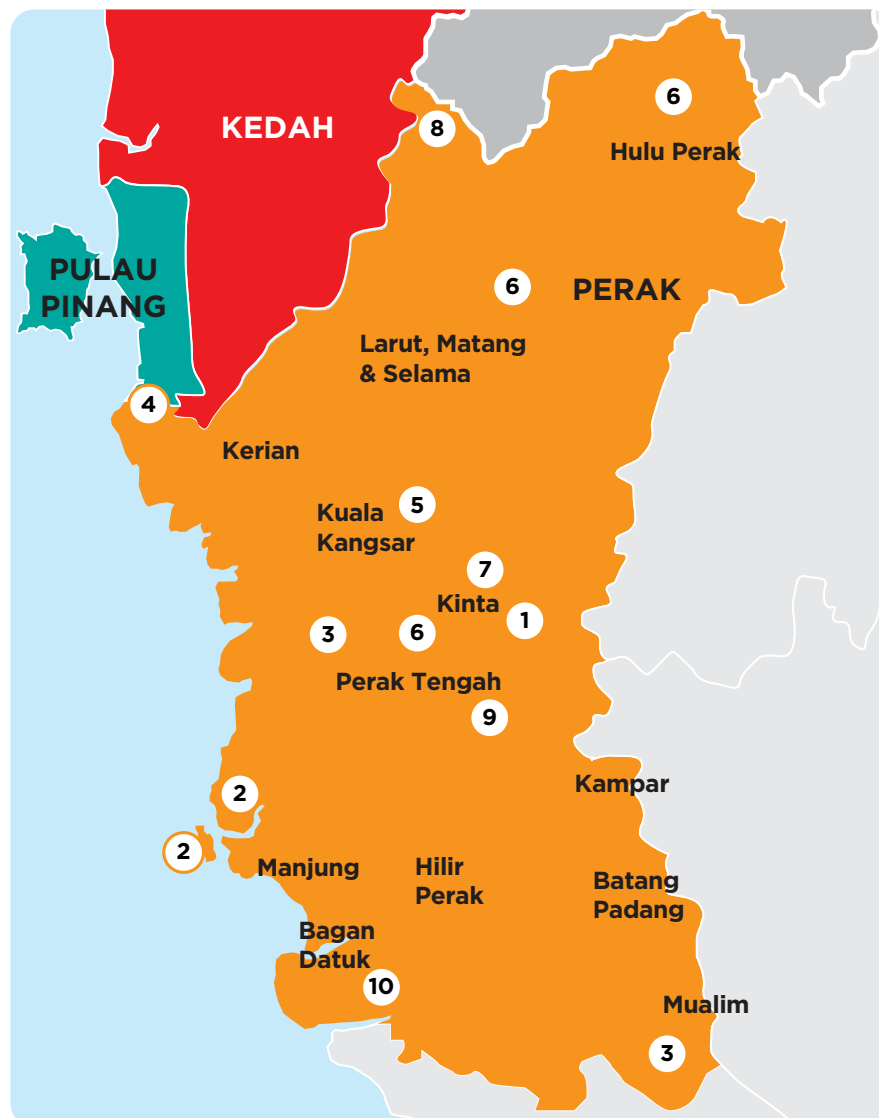 6
8
KEDAH
Hulu Perak
PULAU
PINANG
6
PERAK
Larut, Matang
& Selama
4
Kerian
5
Kuala
Kangsar
7
Kinta
1
3
6
Perak Tengah
9
Kampar
2
2
Manjung
Hilir
Perak
Batang
Padang
Bagan
Datuk
10
Mualim
3